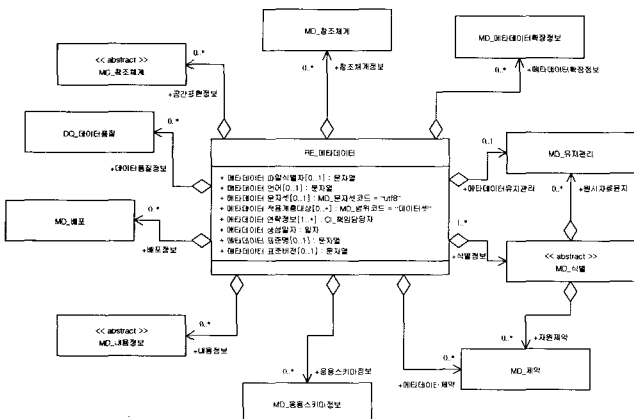 MD_참조체계
0..*
+참조체계정보
MD_메타데이터확장정보
0..*
+메타데이터확장정보
<< abstract >>
MD_참조체계
0..*
+공간표현정보
DQ_데이터품질
0..*
+데이터품질정보
MD_배포
0..*
+배포정보
RE_메타데이터
+ 메타데이터 파일식별자[0..1] : 문자열
+ 메타데이터 언어[0..1] : 문자열
+ 메타데이터 문자셋[0..1] : MD_문자셋코드 = "utf8"
+ 메타데이터 적용계층대상[0..*] : MD_범위코드 = "데이터셋"
+ 메타데이터 연락정보[1..*] : CI_책임담당자
+ 메타데이터 생성일자 : 일자
+ 메타데이터 표준명[0..1] : 문자열
+ 메타데이터 표준버전[0..1] : 문자열
0..1
+메타데이터유지관리
MD_유지관리
0..*
+원시자료유지
1..*
+식별정보
<< abstract >>
MD_식별
<< abstract >>
MD_내용정보
0..*
+내용정보
0..*
+응용스키마정보
MD_응용스키마정보
0..*
+메타데이터 제약
0..*
+자원제약
MD_제약